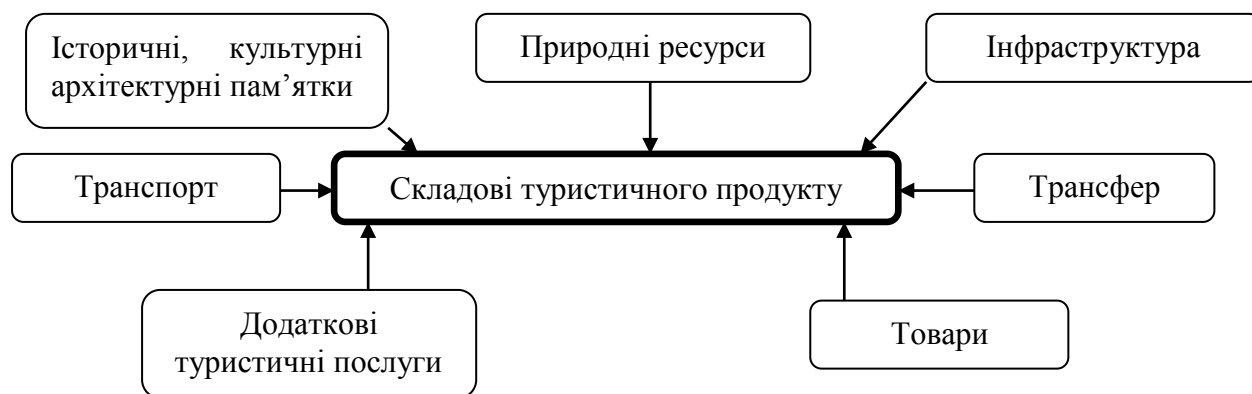 Історичні, культурні
архітектурні пам’ятки
Природні ресурси
Інфраструктура
Транспорт
Складові туристичного продукту
Трансфер
Додаткові
туристичні послуги
Товари